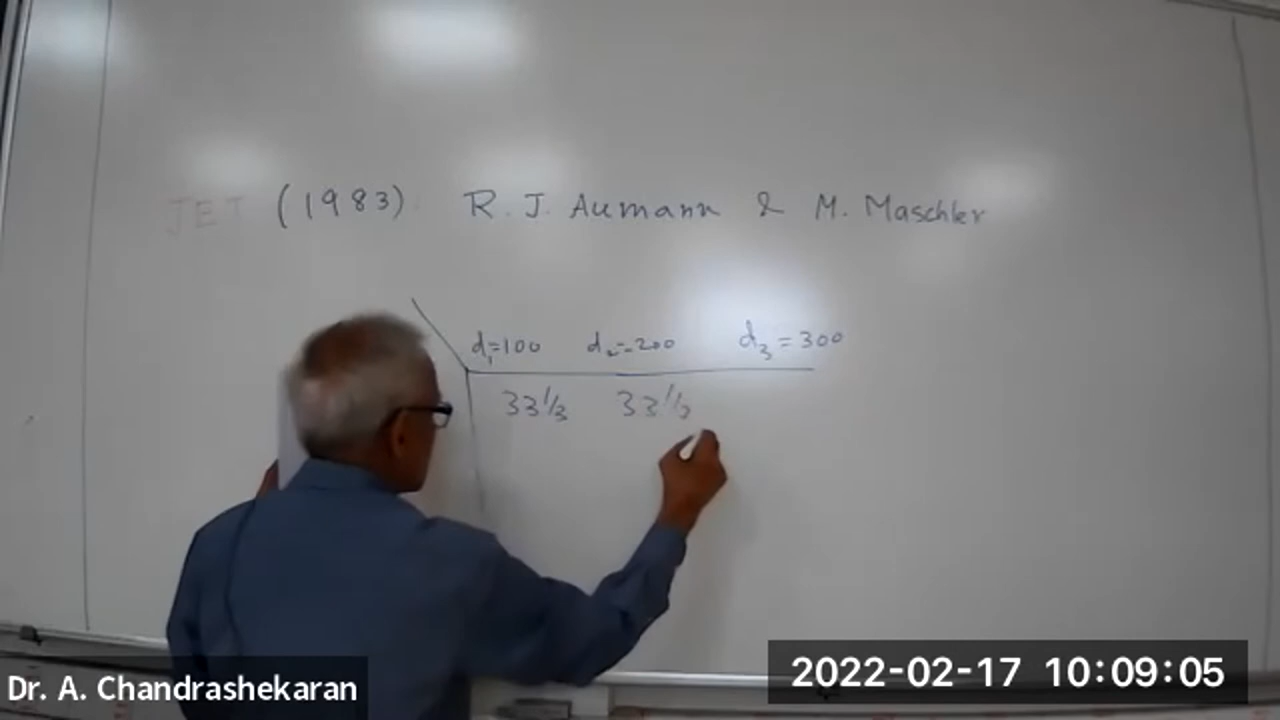 JET (1983) R. J. Aumann & M. Maschler
d₁=100 d₂=200 d₃=300
33 1/3 33 1/3
Dr. A. Chandrashekaran
2022-02-17 10:09:05